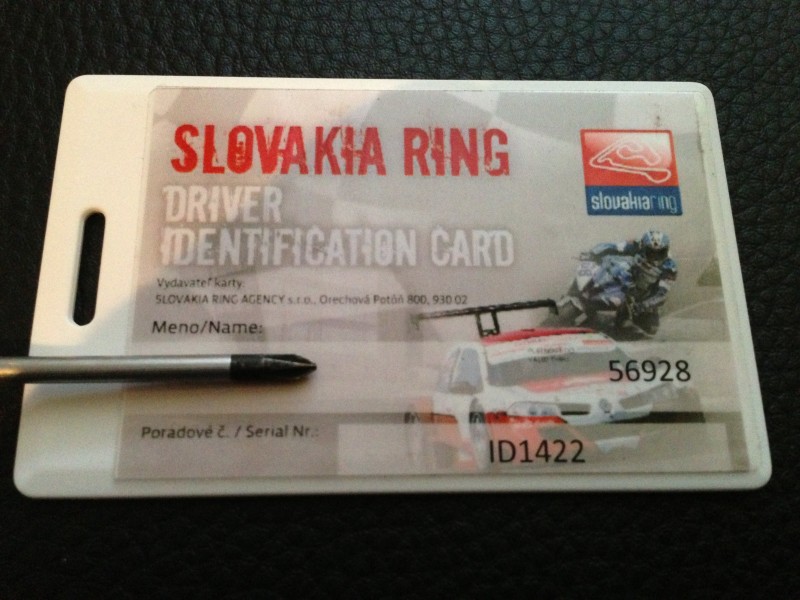 SLOVAKIA RING
slovakiaring
DRIVER
IDENTIFICATION CARD
Vydavateľ karty:
SLOVAKIA RING AGENCY s.r.o., Orechová Potôň 800, 930 02
Meno/Name:
56928
Poradové č. / Serial Nr.:
ID1422